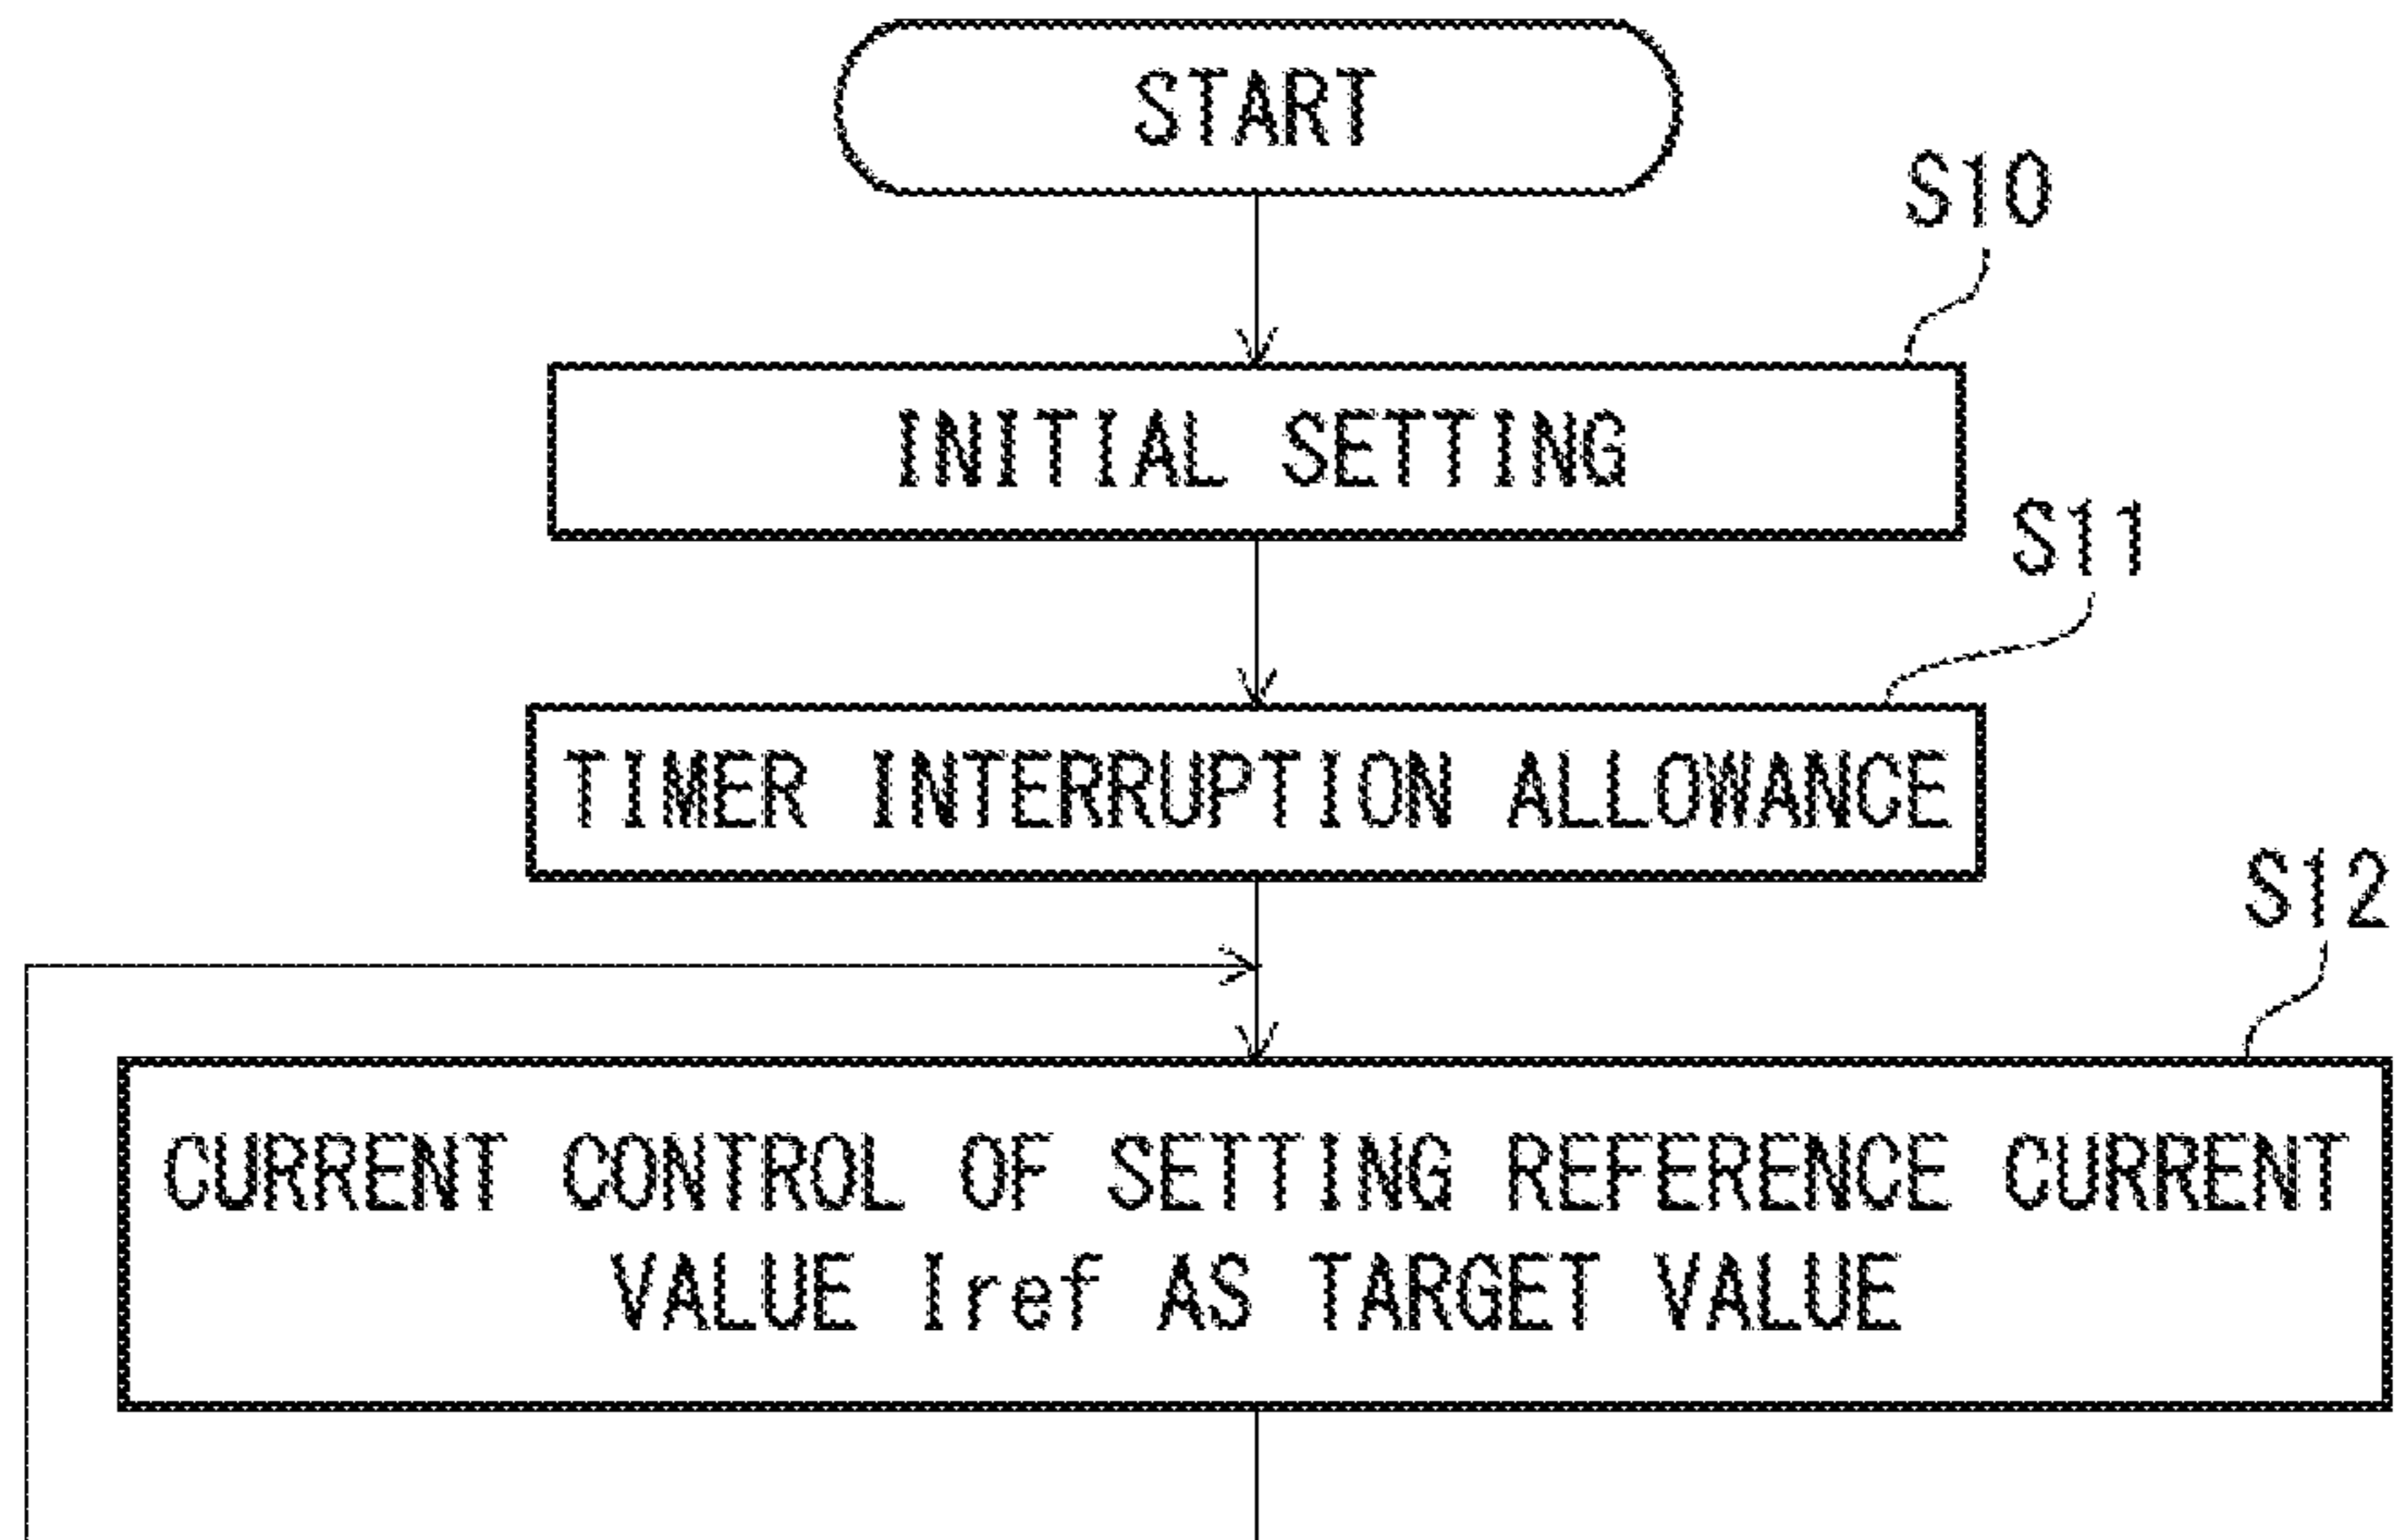 START
S10
INITIAL SETTING
S11
TIMER INTERRUPTION ALLOWANCE
S12
CURRENT CONTROL OF SETTING REFERENCE CURRENT
VALUE Iref AS TARGET VALUE